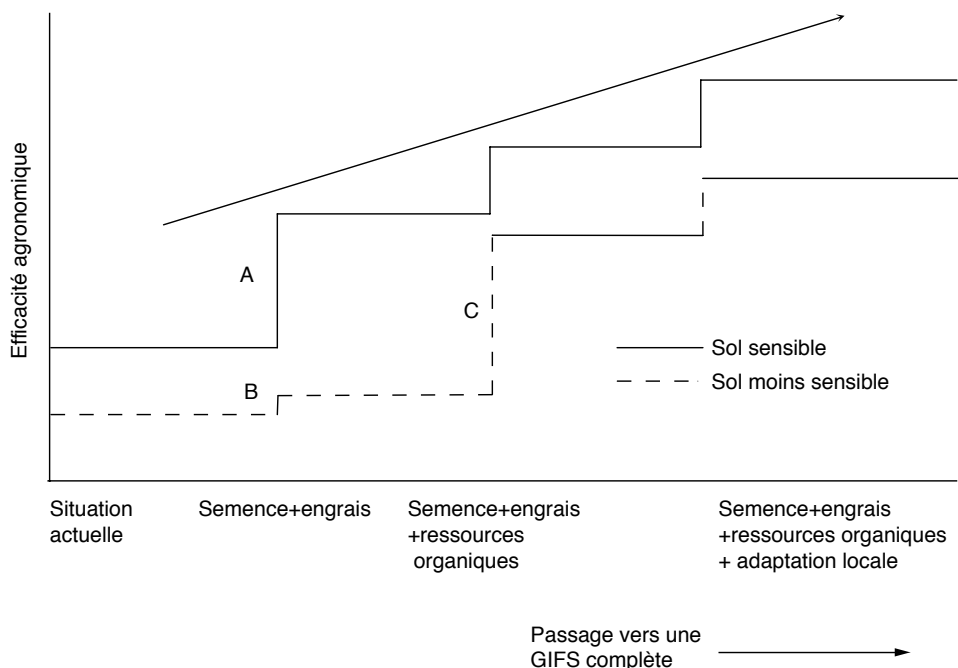 Efficacité agronomique
A
B
C
Sol sensible
Sol moins sensible
Situation
actuelle
Semence+engrais
Semence+engrais
+ressources
organiques
Semence+engrais
+ressources organiques
+ adaptation locale
Passage vers une
GIFS complète